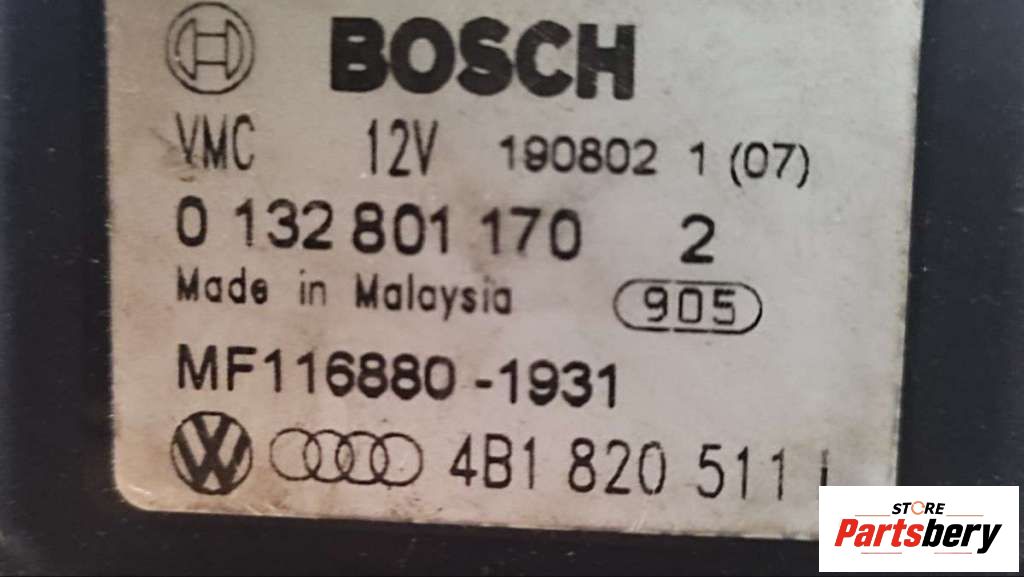 BOSCH
VMC 12V 190802 1 (07)
0 132 801 170 2
Made in Malaysia 905
MF116880-1931
4B1 820 511
STORE
Partsbery